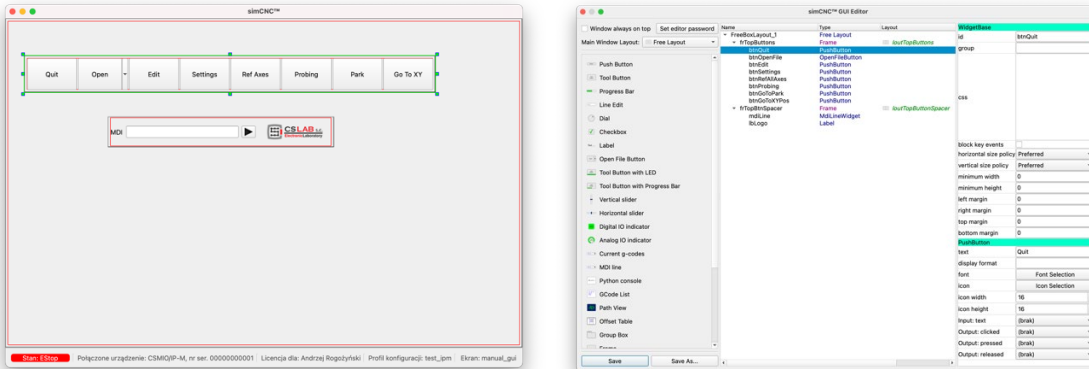 simCNC™
Quit
Open
Edit
Settings
Ref Axes
Probing
Park
Go To XY
MDI
CSLAB s.c.
ElectronicLaboratory
Stan: EStop
Połączone urządzenie: CSMIO/IP-M, nr ser. 00000000001
Licencja dla: Andrzej Rogożyński
Profil konfiguracji: test_ipm
Ekran: manual_gui
simCNC™ GUI Editor
Window always on top
Set editor password
Main Window Layout:
Free Layout
Push Button
Tool Button
Progress Bar
Line Edit
Dial
Checkbox
Label
Open File Button
Tool Button with LED
Tool Button with Progress Bar
Vertical slider
Horizontal slider
Digital IO indicator
Analog IO indicator
Current g-codes
MDI line
Python console
GCode List
Path View
Offset Table
Group Box
Frame
Save
Save As...
Name Type Layout
FreeBoxLayout_1 Free Layout
frTopButtons Frame loutTopButtons
btnQuit PushButton
btnOpenFile OpenFileButton
btnEdit PushButton
btnSettings PushButton
btnRefAllAxes PushButton
btnProbing PushButton
btnGoToPark PushButton
btnGoToXYPos PushButton
frTopBtnSpacer Frame loutTopButtonSpacer
mdiLine MdiLineWidget
lbLogo Label
WidgetBase
id btnQuit
group
css
block key events
horizontal size policy Preferred
vertical size policy Preferred
minimum width 0
minimum height 0
left margin 0
right margin 0
top margin 0
bottom margin 0
PushButton
text Quit
display format
font Font Selection
icon Icon Selection
icon width 16
icon height 16
Input: text (brak)
Output: clicked (brak)
Output: pressed (brak)
Output: released (brak)